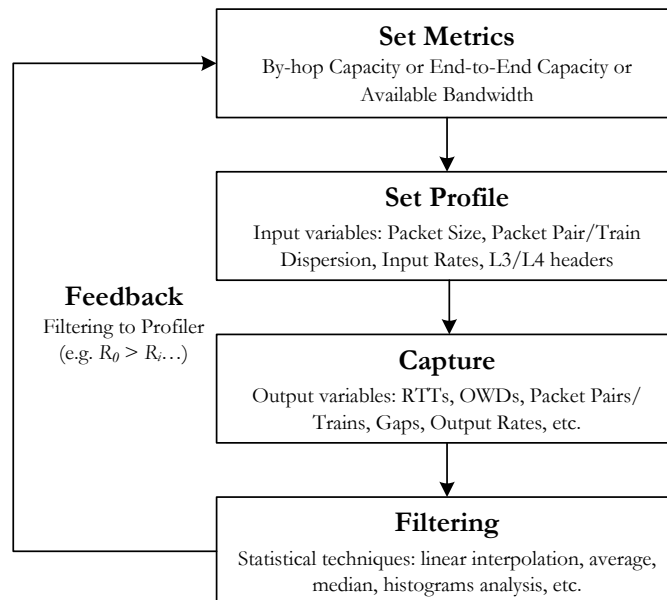 Set Metrics
By-hop Capacity or End-to-End Capacity or
Available Bandwidth
Set Profile
Input variables: Packet Size, Packet Pair/Train
Dispersion, Input Rates, L3/L4 headers
Feedback
Filtering to Profiler
(e.g. R₀ > Rᵢ…)
Capture
Output variables: RTTs, OWDs, Packet Pairs/
Trains, Gaps, Output Rates, etc.
Filtering
Statistical techniques: linear interpolation, average,
median, histograms analysis, etc.